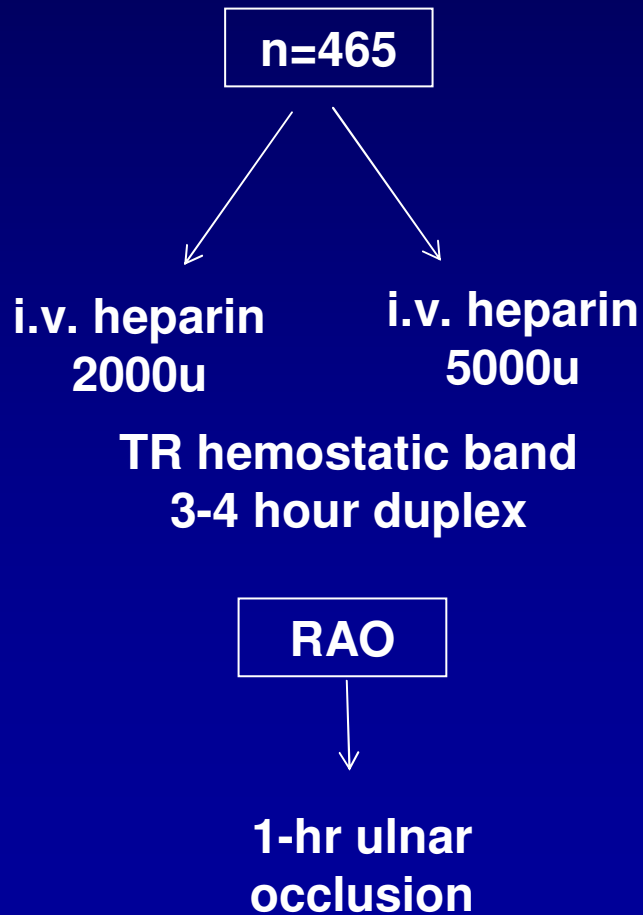 n=465
i.v. heparin
2000u
i.v. heparin
5000u
TR hemostatic band
3-4 hour duplex
RAO
1-hr ulnar
occlusion